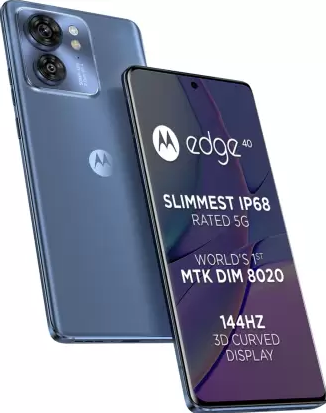 edge 40
SLIMMEST IP68
RATED 5G
WORLD'S 1ST
MTK DIM 8020
144HZ
3D CURVED
DISPLAY